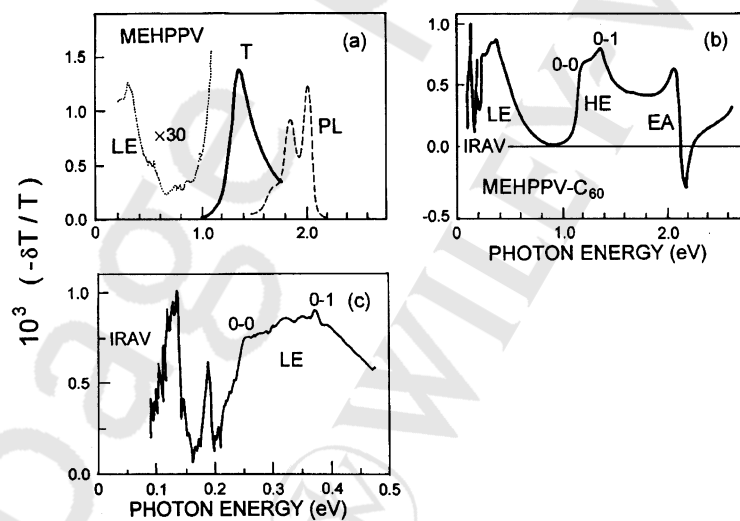 MEHPPV
(a)
T
LE
×30
PL
1.5
1.0
0.5
0.0
0
1.0
2.0
(b)
0-1
0-0
LE
HE
EA
IRAV
MEHPPV-C60
1.0
0.5
0.0
-0.5
0
1.0
2.0
PHOTON ENERGY (eV)
10³ (-δT / T)
(c)
0-1
0-0
IRAV
LE
1.0
0.5
0.0
0
0.1
0.2
0.3
0.4
0.5
PHOTON ENERGY (eV)
WILEY